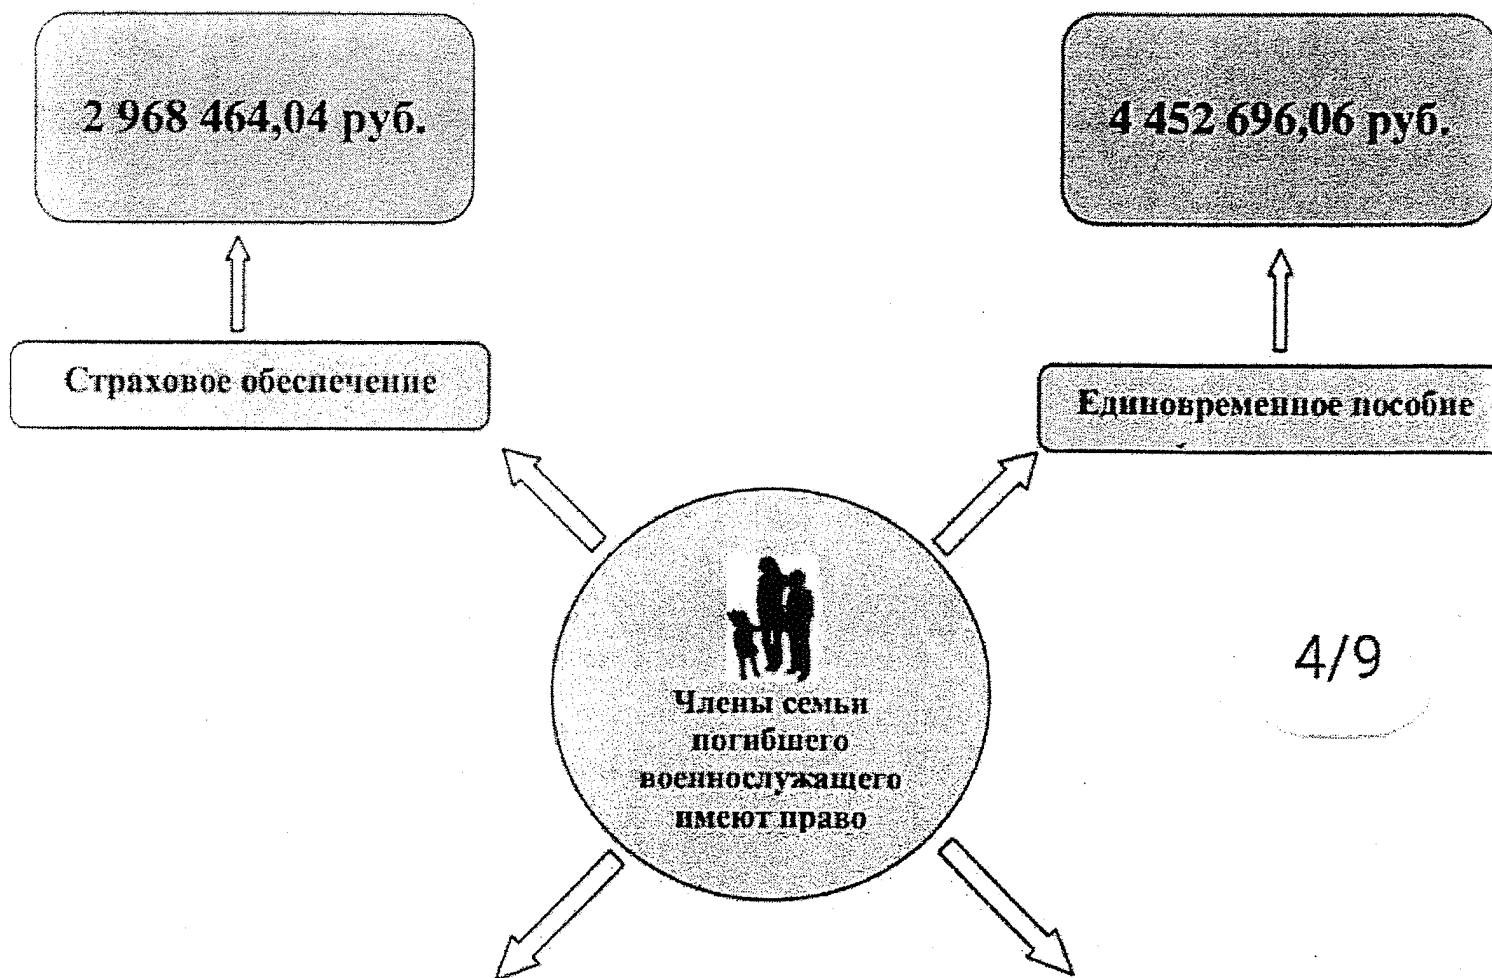 2 968 464,04 руб.
4 452 696,06 руб.
Страховое обеспечение
Единовременное пособие
Члены семьи
погибшего
военнослужащего
имеют право
4/9